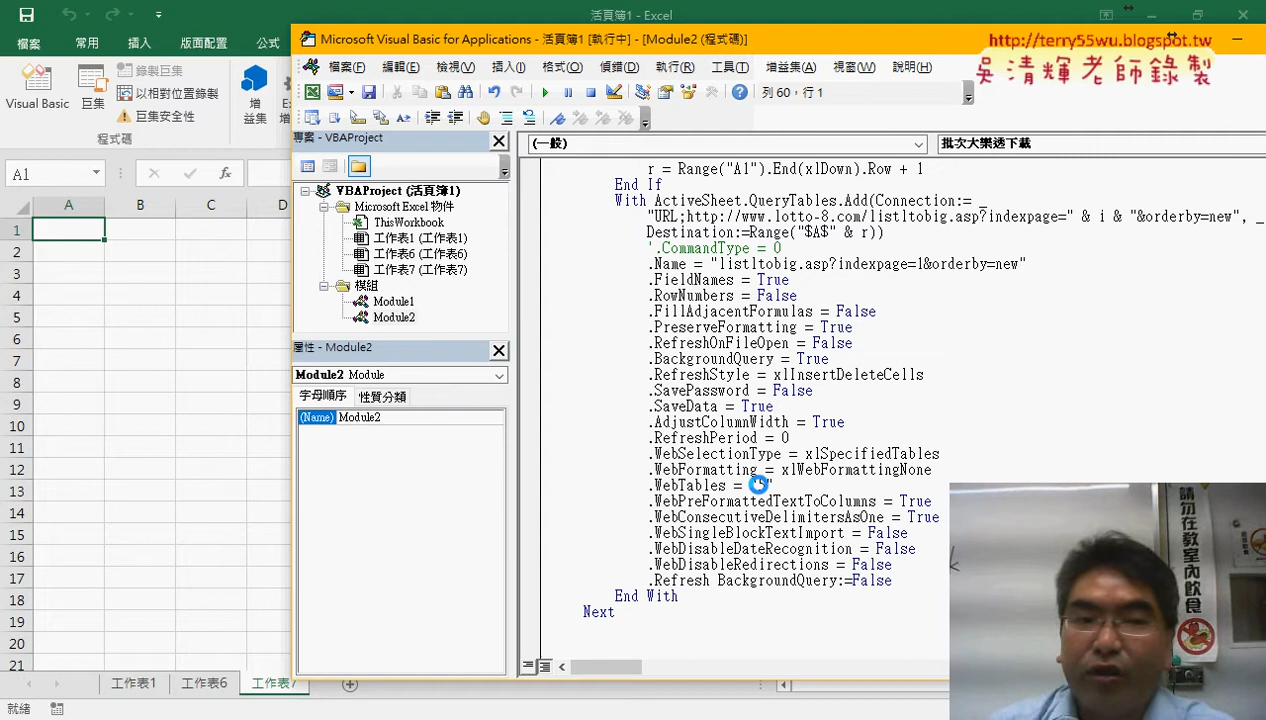 活頁簿1 - Excel
檔案 常用 插入 版面配置 公式
Visual Basic 巨集 以相對位置錄製 巨集安全性 增益集
程式碼
A1
A B C D
1
2
3
4
5
6
7
8
9
10
11
12
13
14
15
16
17
18
19
20
21
工作表1 工作表6 工作表7
就緒
Microsoft Visual Basic for Applications - 活頁簿1 [執行中] - [Module2 (程式碼)]
http://terry55wu.blogspot.tw
吳清輝老師錄製
檔案(F) 編輯(E) 檢視(V) 插入(I) 格式(O) 偵錯(D) 執行(R) 工具(T) 增益集(A) 視窗(W) 說明(H)
列 60，行 1
專案 - VBAProject
VBAProject (活頁簿1)
Microsoft Excel 物件
ThisWorkbook
工作表1 (工作表1)
工作表6 (工作表6)
工作表7 (工作表7)
模組
Module1
Module2
屬性 - Module2
Module2 Module
字母順序 性質分類
(Name) Module2
(一般) 批次大樂透下載
r = Range("A1").End(xlDown).Row + 1
End If
With ActiveSheet.QueryTables.Add(Connection:= _
"URL;http://www.lotto-8.com/listltobig.asp?indexpage=" & i & "&orderby=new", _
Destination:=Range("$A$" & r))
'.CommandType = 0
.Name = "listltobig.asp?indexpage=1&orderby=new"
.FieldNames = True
.RowNumbers = False
.FillAdjacentFormulas = False
.PreserveFormatting = True
.RefreshOnFileOpen = False
.BackgroundQuery = True
.RefreshStyle = xlInsertDeleteCells
.SavePassword = False
.SaveData = True
.AdjustColumnWidth = True
.RefreshPeriod = 0
.WebSelectionType = xlSpecifiedTables
.WebFormatting = xlWebFormattingNone
.WebTables = "5"
.WebPreFormattedTextToColumns = True
.WebConsecutiveDelimitersAsOne = True
.WebSingleBlockTextImport = False
.WebDisableDateRecognition = False
.WebDisableRedirections = False
.Refresh BackgroundQuery:=False
End With
Next
請勿在教室內飲食